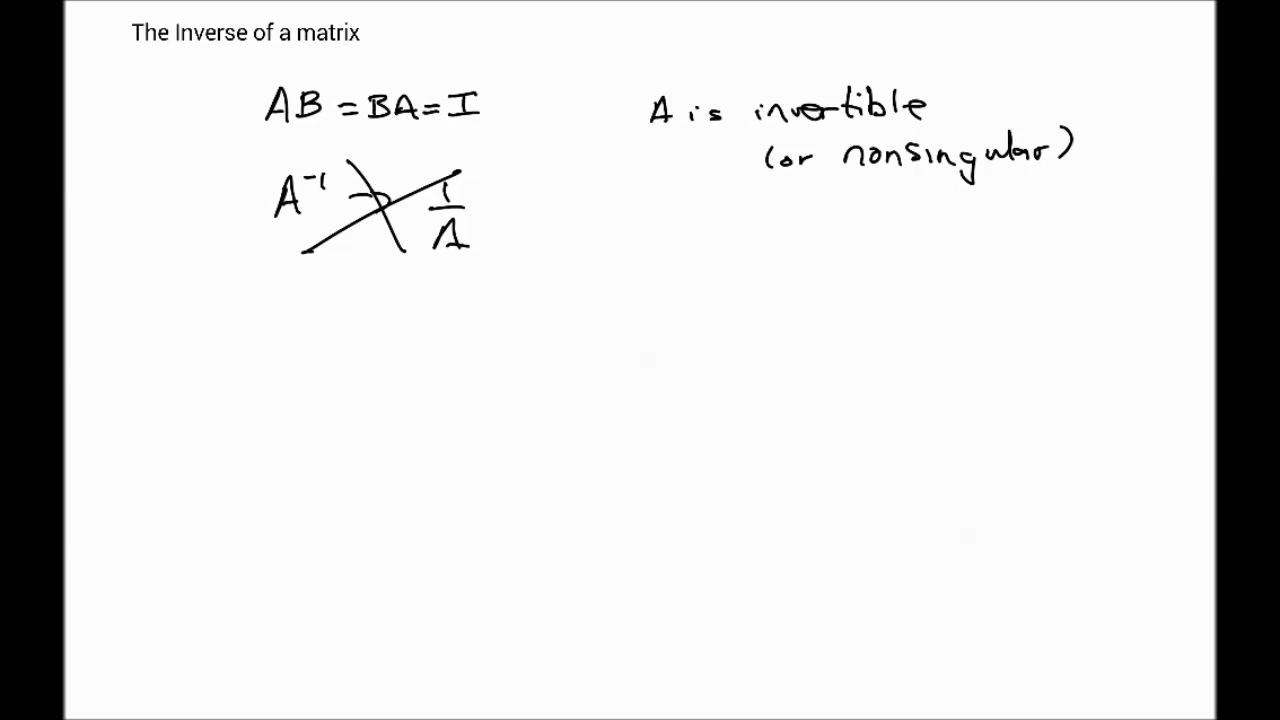 The Inverse of a matrix
AB = BA = I
A is invertible
(or nonsingular)
A⁻¹ = 1/A